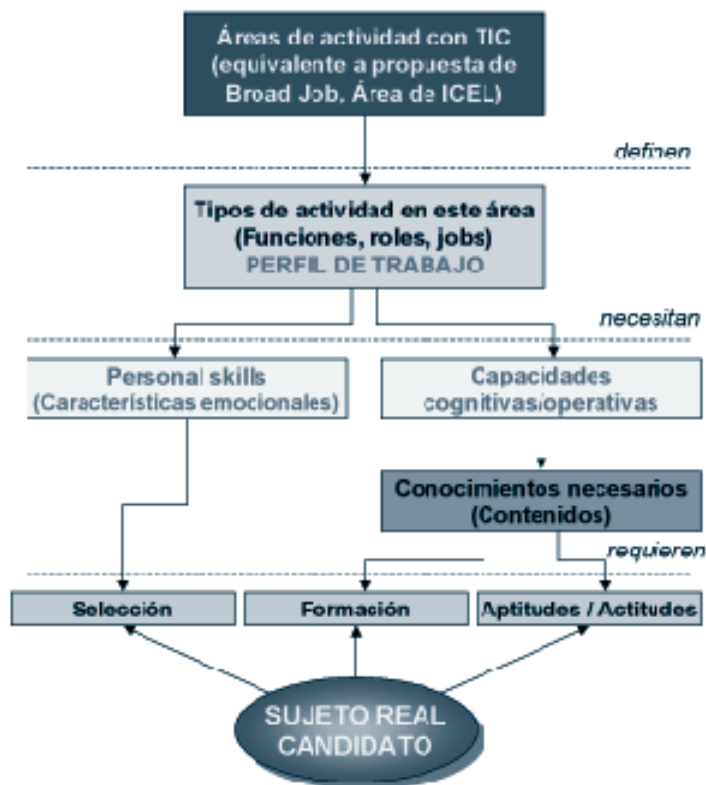 Áreas de actividad con TIC
(equivalente a propuesta de
Broad Job, Área de ICEL)
definen
Tipos de actividad en este área
(Funciones, roles, jobs)
PERFIL DE TRABAJO
necesitan
Personal skills
(Características emocionales)
Capacidades
cognitivas/operativas
Conocimientos necesarios
(Contenidos)
requieren
Selección
Formación
Aptitudes / Actitudes
SUJETO REAL
CANDIDATO